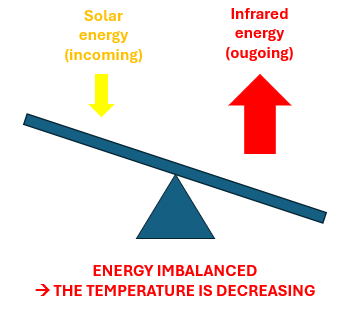 Solar
energy
(incoming)
Infrared
energy
(ougoing)
ENERGY IMBALANCED
→ THE TEMPERATURE IS DECREASING